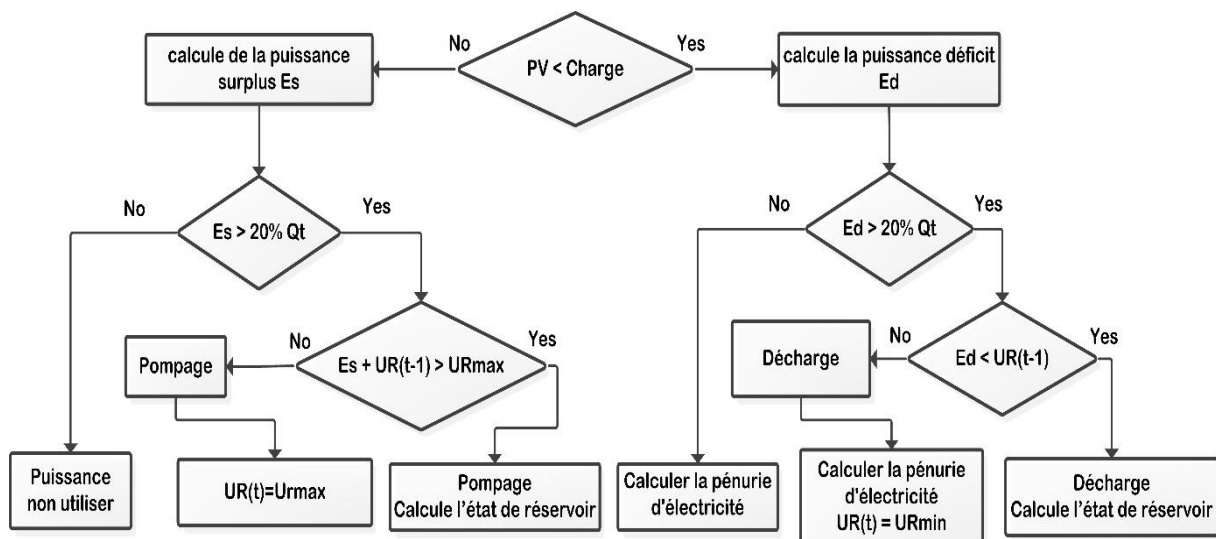 No
Yes
calcule de la puissance
surplus Es
PV < Charge
calcule la puissance déficit
Ed
No
Yes
Es > 20% Qt
No
Yes
Ed > 20% Qt
No
Yes
Pompage
Es + UR(t-1) > URmax
No
Yes
Décharge
Ed < UR(t-1)
Puissance
non utiliser
UR(t)=Urmax
Pompage
Calcule l'état de réservoir
Calculer la pénurie
d'électricité
Calculer la pénurie
d'électricité
UR(t) = URmin
Décharge
Calcule l'état de réservoir